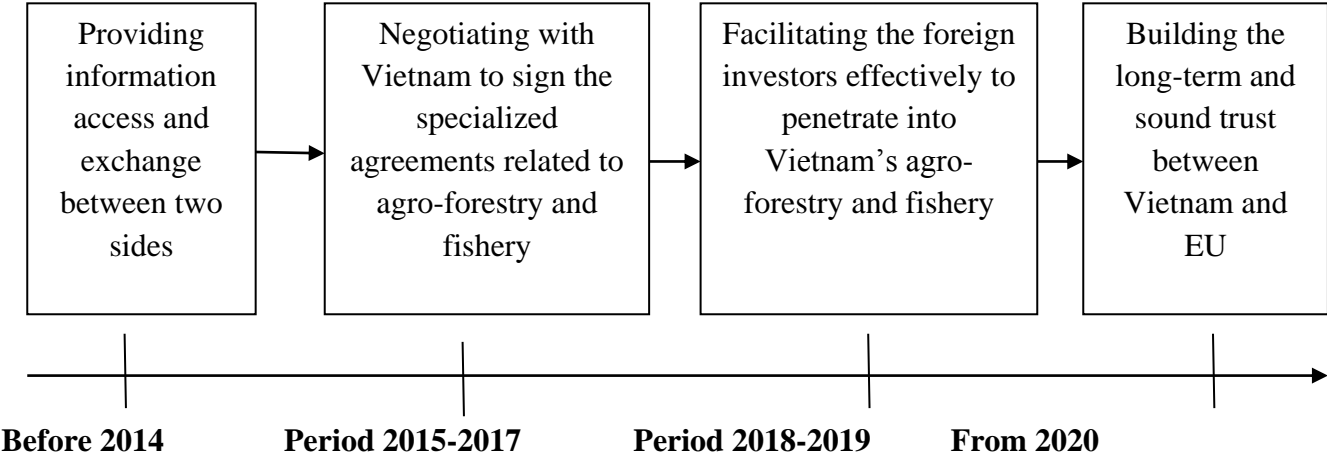 Providing
information
access and
exchange
between two
sides
Negotiating with
Vietnam to sign the
specialized
agreements related to
agro-forestry and
fishery
Facilitating the foreign
investors effectively to
penetrate into
Vietnam’s agro-
forestry and fishery
Building the
long-term and
sound trust
between
Vietnam and
EU
Before 2014
Period 2015-2017
Period 2018-2019
From 2020